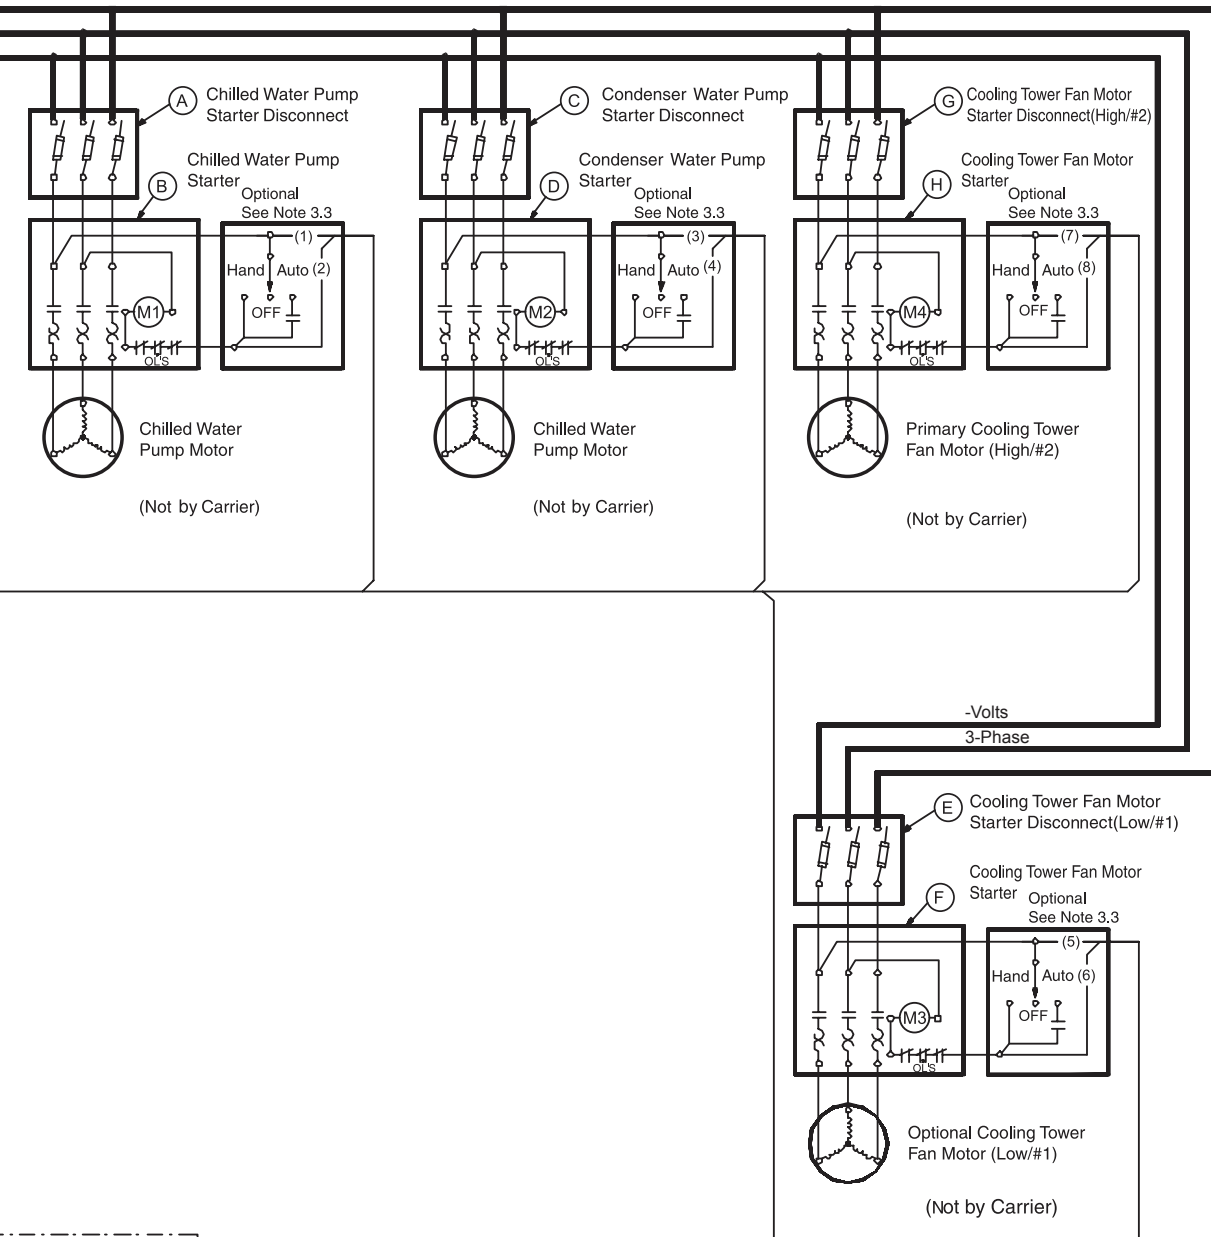 A Chilled Water Pump
Starter Disconnect
Chilled Water Pump
B Starter
Optional
See Note 3.3
(1)
Hand Auto (2)
OFF
M1
OL'S
Chilled Water
Pump Motor
(Not by Carrier)
C Condenser Water Pump
Starter Disconnect
Condenser Water Pump
D Starter
Optional
See Note 3.3
(3)
Hand Auto (4)
OFF
M2
OL'S
Chilled Water
Pump Motor
(Not by Carrier)
G Cooling Tower Fan Motor
Starter Disconnect(High/#2)
Cooling Tower Fan Motor
H Starter
Optional
See Note 3.3
(7)
Hand Auto (8)
OFF
M4
OL'S
Primary Cooling Tower
Fan Motor (High/#2)
(Not by Carrier)
-Volts
3-Phase
E Cooling Tower Fan Motor
Starter Disconnect(Low/#1)
Cooling Tower Fan Motor
F Starter
Optional
See Note 3.3
(5)
Hand Auto (6)
OFF
M3
OL'S
Optional Cooling Tower
Fan Motor (Low/#1)
(Not by Carrier)